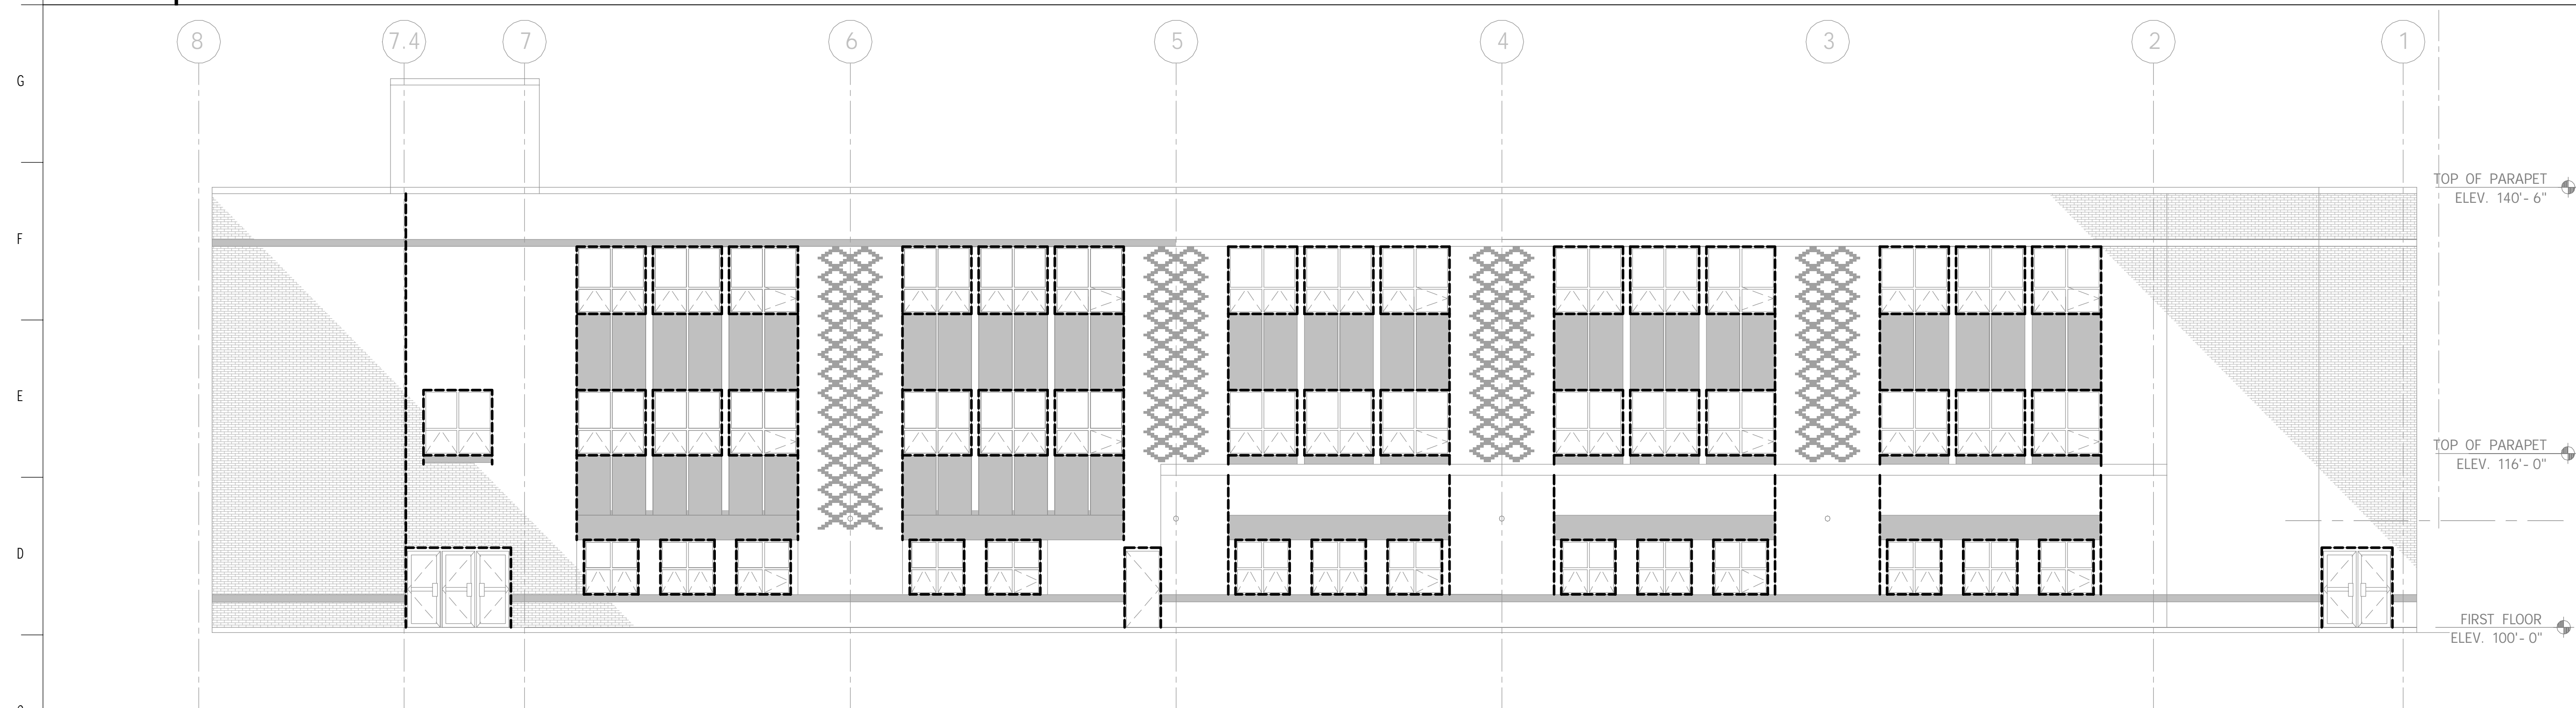 8
7.4
7
6
5
4
3
2
1
G
F
E
D
TOP OF PARAPET
ELEV. 140'-6"
TOP OF PARAPET
ELEV. 116'-0"
FIRST FLOOR
ELEV. 100'-0"